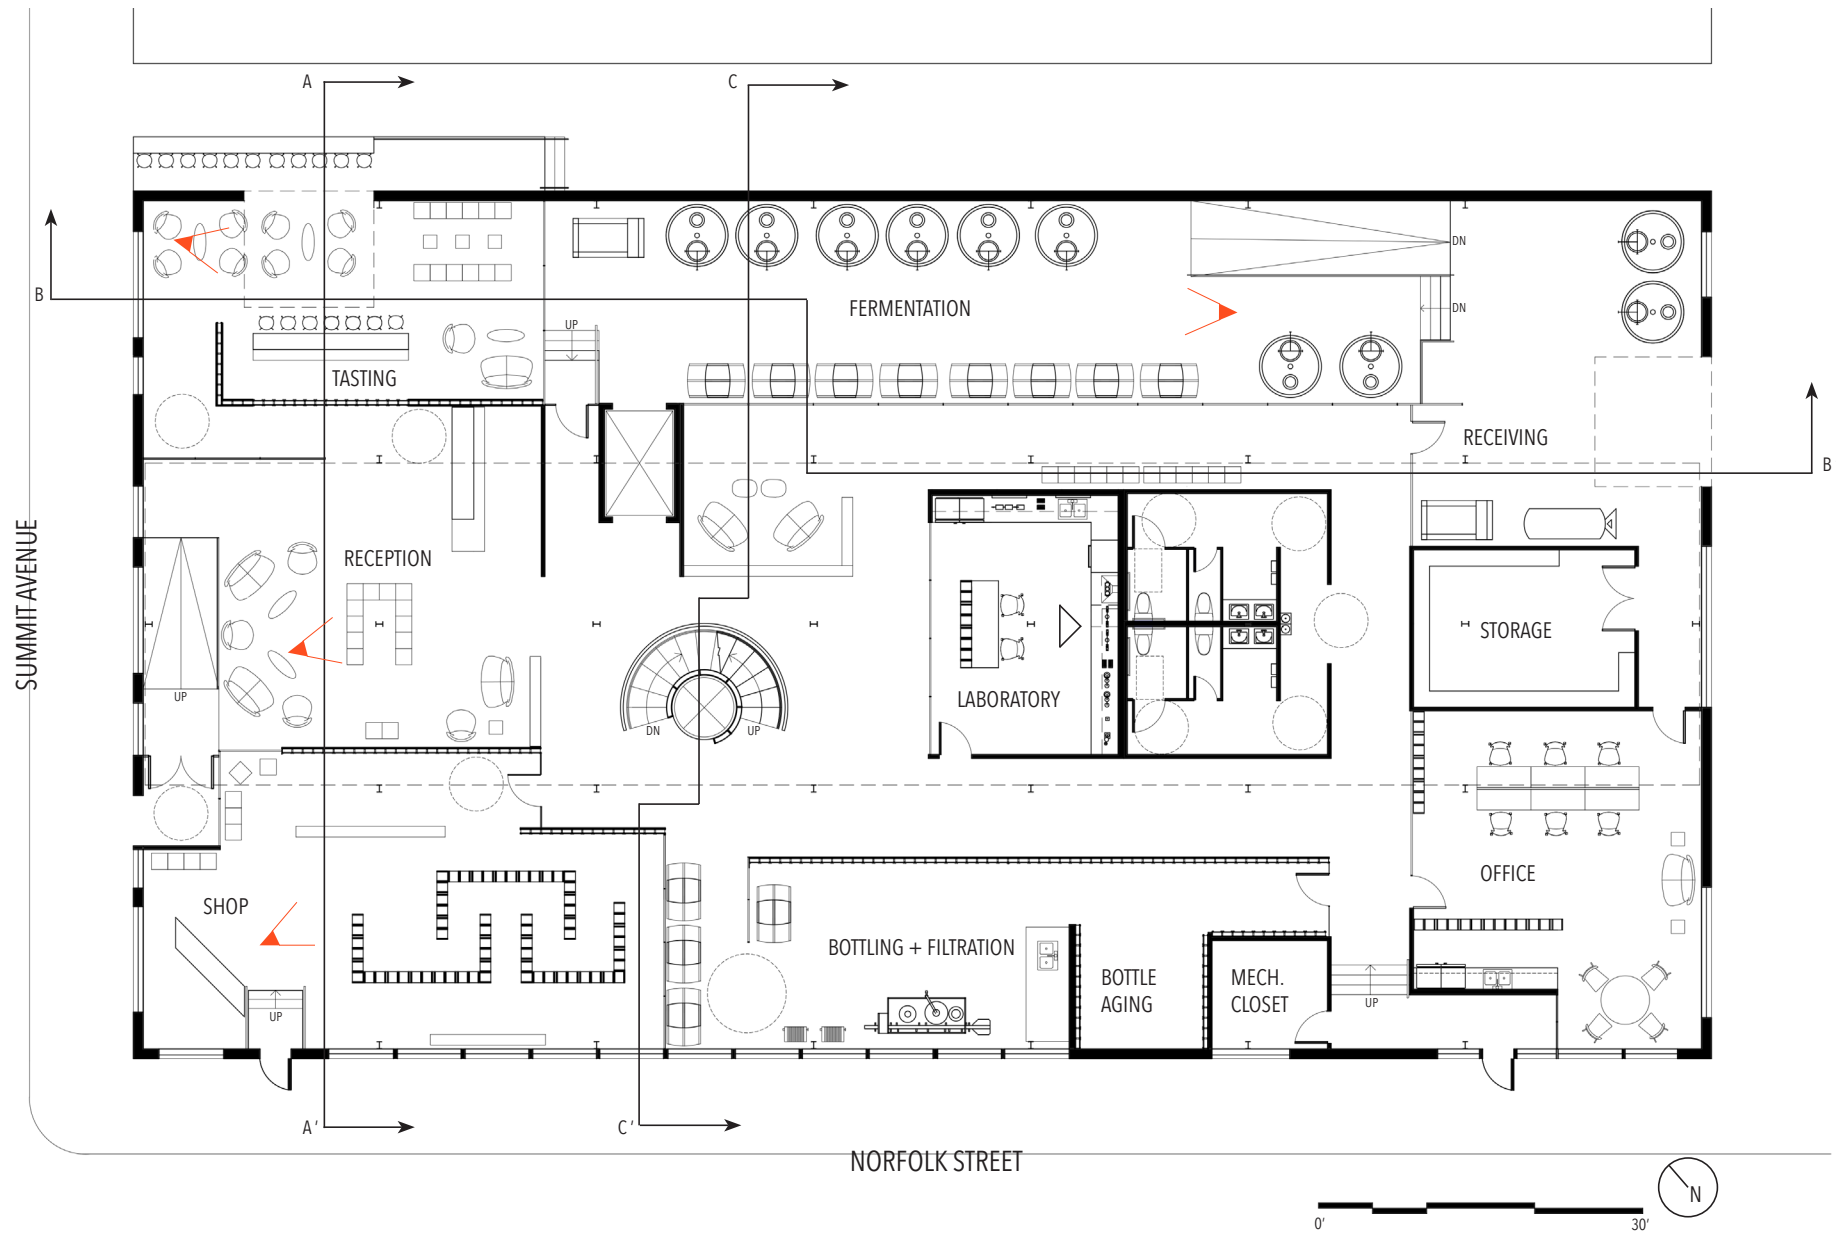 A
C
B
UP
DN
FERMENTATION
DN
TASTING
RECEIVING
B
SUMMIT AVENUE
RECEPTION
STORAGE
UP
LABORATORY
DN
UP
OFFICE
SHOP
BOTTLING + FILTRATION
BOTTLE
AGING
MECH.
CLOSET
UP
UP
A'
C'
NORFOLK STREET
N
0'
30'